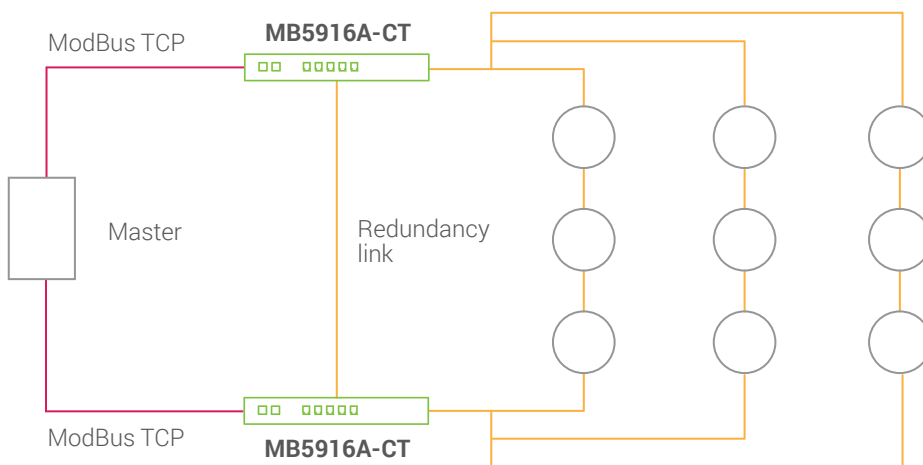 MB5916A-CT
ModBus TCP
Master
Redundancy
link
ModBus TCP
MB5916A-CT